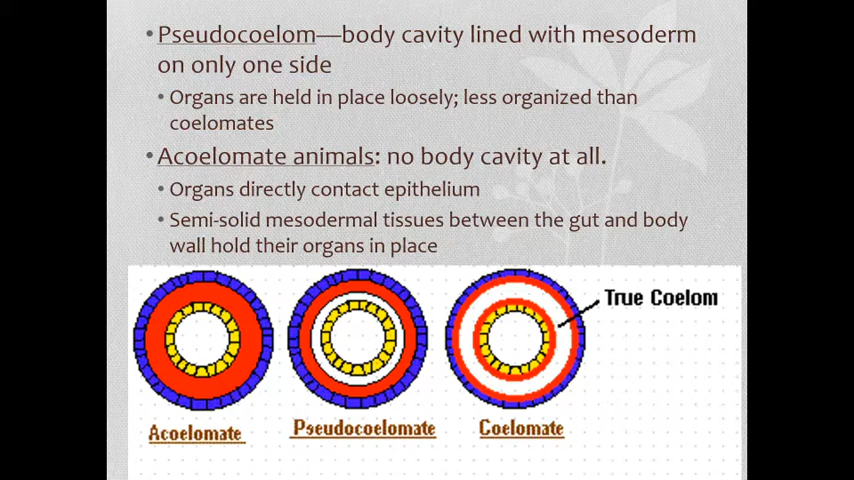 • Pseudocoelom—body cavity lined with mesoderm
on only one side
• Organs are held in place loosely; less organized than
coelomates
• Acoelomate animals: no body cavity at all.
• Organs directly contact epithelium
• Semi-solid mesodermal tissues between the gut and body
wall hold their organs in place
True Coelom
Acoelomate
Pseudocoelomate
Coelomate